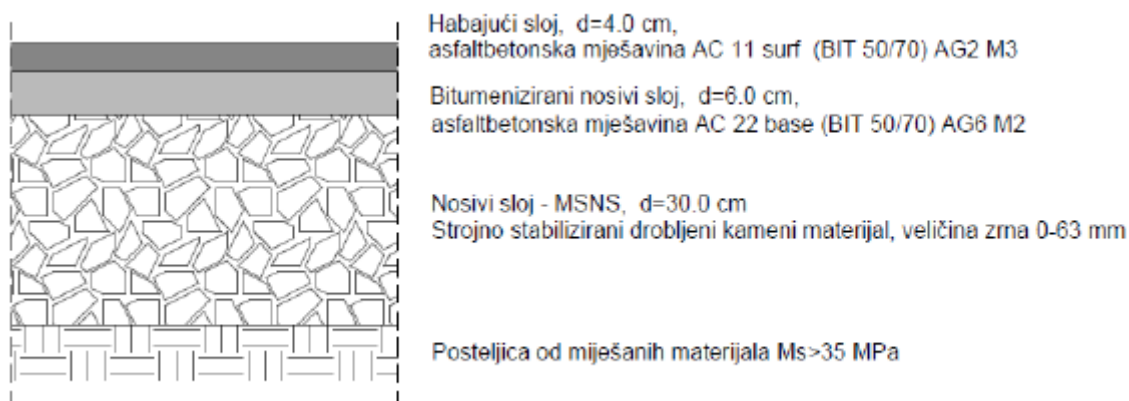 Habajući sloj, d=4.0 cm,
asfaltbetonska mješavina AC 11 surf (BIT 50/70) AG2 M3
Bitumenizirani nosivi sloj, d=6.0 cm,
asfaltbetonska mješavina AC 22 base (BIT 50/70) AG6 M2
Nosivi sloj - MSNS, d=30.0 cm
Strojno stabilizirani drobljeni kameni materijal, veličina zrna 0-63 mm
Posteljica od miješanih materijala Ms>35 MPa